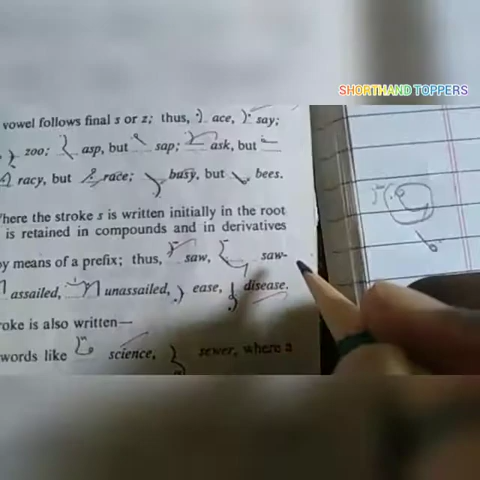 SHORTHAND TOPPERS
vowel follows final s or z; thus, ace, say;
zoo; asp, but sap; ask, but
racy, but race; busy, but bees.
here the stroke s is written initially in the root
is retained in compounds and in derivatives
by means of a prefix; thus, saw, saw-
assailed, unassailed, ease, disease.
roke is also written—
words like science, sewer, where a